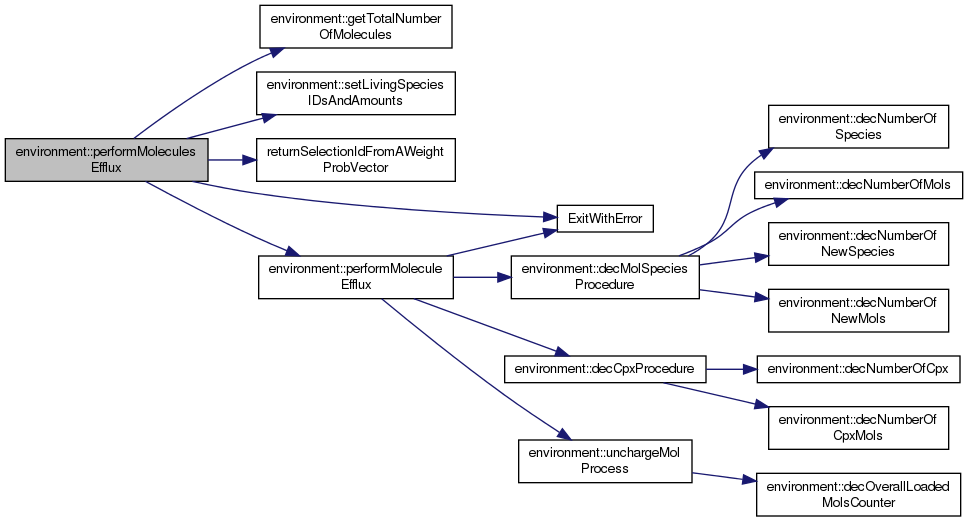 environment::getTotalNumber
OfMolecules
environment::setLivingSpecies
IDsAndAmounts
environment::performMolecules
Efflux
returnSelectionIdFromAWeight
ProbVector
ExitWithError
environment::performMolecule
Efflux
environment::decMolSpecies
Procedure
environment::decNumberOf
Species
environment::decNumberOfMols
environment::decNumberOf
NewSpecies
environment::decNumberOf
NewMols
environment::decCpxProcedure
environment::decNumberOfCpx
environment::decNumberOf
CpxMols
environment::unchargeMol
Process
environment::decOverallLoaded
MolsCounter